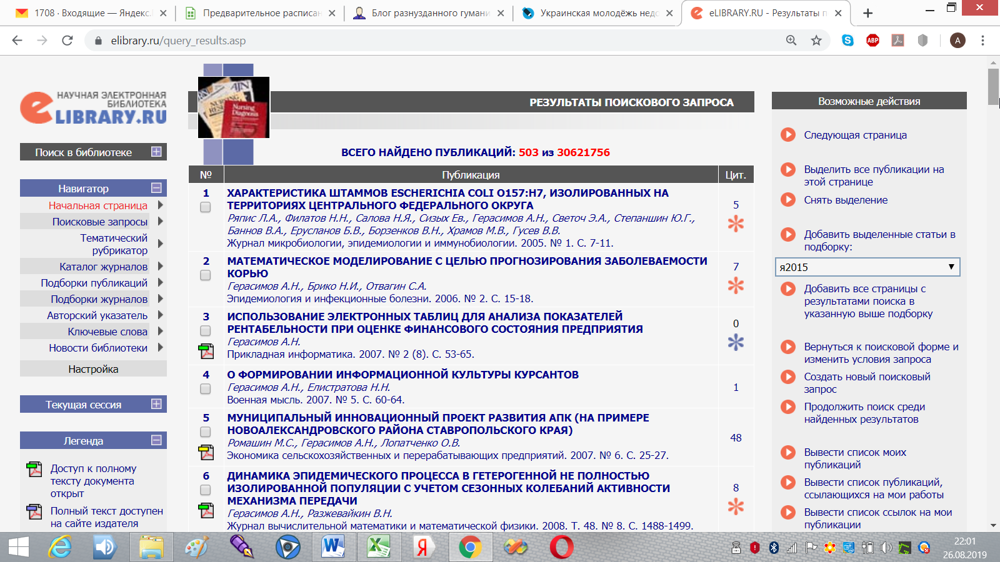 1708 · Входящие — Яндекс.
Предварительное расписан
Блог разнузданного гумани
Украинская молодёжь недо
eLIBRARY.RU - Результаты п
elibrary.ru/query_results.asp
ABP
A
НАУЧНАЯ ЭЛЕКТРОННАЯ
БИБЛИОТЕКА
eLIBRARY.RU
Поиск в библиотеке
Навигатор
Начальная страница
Поисковые запросы
Тематический
рубрикатор
Каталог журналов
Подборки публикаций
Подборки журналов
Авторский указатель
Ключевые слова
Новости библиотеки
Настройка
Текущая сессия
Легенда
Доступ к полному
тексту документа
открыт
Полный текст доступен
на сайте издателя
AJN
Nursing
Diagnosis
РЕЗУЛЬТАТЫ ПОИСКОВОГО ЗАПРОСА
ВСЕГО НАЙДЕНО ПУБЛИКАЦИЙ: 503 из 30621756
№ Публикация Цит.
1 ХАРАКТЕРИСТИКА ШТАММОВ ESCHERICHIA COLI O157:H7, ИЗОЛИРОВАННЫХ НА
ТЕРРИТОРИЯХ ЦЕНТРАЛЬНОГО ФЕДЕРАЛЬНОГО ОКРУГА
Ряпис Л.А., Филатов Н.Н., Салова Н.Я., Сизых Ев., Герасимов А.Н., Светоч Э.А., Степаншин Ю.Г.,
Баннов В.А., Ерусланов Б.В., Борзенков В.Н., Храмов М.В., Гусев В.В.
Журнал микробиологии, эпидемиологии и иммунобиологии. 2005. № 1. С. 7-11.
5
2 МАТЕМАТИЧЕСКОЕ МОДЕЛИРОВАНИЕ С ЦЕЛЬЮ ПРОГНОЗИРОВАНИЯ ЗАБОЛЕВАЕМОСТИ
КОРЬЮ
Герасимов А.Н., Брико Н.И., Отвагин С.А.
Эпидемиология и инфекционные болезни. 2006. № 2. С. 15-18.
7
3 ИСПОЛЬЗОВАНИЕ ЭЛЕКТРОННЫХ ТАБЛИЦ ДЛЯ АНАЛИЗА ПОКАЗАТЕЛЕЙ
РЕНТАБЕЛЬНОСТИ ПРИ ОЦЕНКЕ ФИНАНСОВОГО СОСТОЯНИЯ ПРЕДПРИЯТИЯ
Герасимов А.Н.
Прикладная информатика. 2007. № 2 (8). С. 53-65.
0
4 О ФОРМИРОВАНИИ ИНФОРМАЦИОННОЙ КУЛЬТУРЫ КУРСАНТОВ
Герасимов А.Н., Елистратова Н.Н.
Военная мысль. 2007. № 5. С. 60-64.
1
5 МУНИЦИПАЛЬНЫЙ ИННОВАЦИОННЫЙ ПРОЕКТ РАЗВИТИЯ АПК (НА ПРИМЕРЕ
НОВОАЛЕКСАНДРОВСКОГО РАЙОНА СТАВРОПОЛЬСКОГО КРАЯ)
Ромашин М.С., Герасимов А.Н., Лопатченко О.В.
Экономика сельскохозяйственных и перерабатывающих предприятий. 2007. № 6. С. 25-27.
48
6 ДИНАМИКА ЭПИДЕМИЧЕСКОГО ПРОЦЕССА В ГЕТЕРОГЕННОЙ НЕ ПОЛНОСТЬЮ
ИЗОЛИРОВАННОЙ ПОПУЛЯЦИИ С УЧЕТОМ СЕЗОННЫХ КОЛЕБАНИЙ АКТИВНОСТИ
МЕХАНИЗМА ПЕРЕДАЧИ
Герасимов А.Н., Разжевайкин В.Н.
Журнал вычислительной математики и математической физики. 2008. Т. 48. № 8. С. 1488-1499.
8
Возможные действия
Следующая страница
Выделить все публикации на
этой странице
Снять выделение
Добавить выделенные статьи в
подборку:
я2015
Добавить все страницы с
результатами поиска в
указанную выше подборку
Вернуться к поисковой форме и
изменить условия запроса
Создать новый поисковый
запрос
Продолжить поиск среди
найденных результатов
Вывести список моих
публикаций
Вывести список публикаций,
ссылающихся на мои работы
Вывести список ссылок на мои
публикации
22:01
26.08.2019